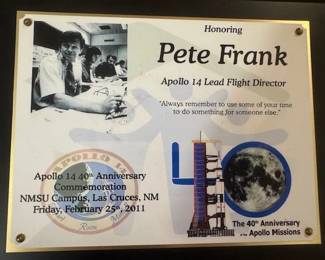 Honoring
Pete Frank
Apollo 14 Lead Flight Director
"Always remember to use some of your time
to do something for someone else."
Apollo 14 40th Anniversary
Commemoration
NMSU Campus, Las Cruces, NM
Friday, February 25th, 2011
APOLLO 14
40
The 40th Anniversary
Apollo Missions